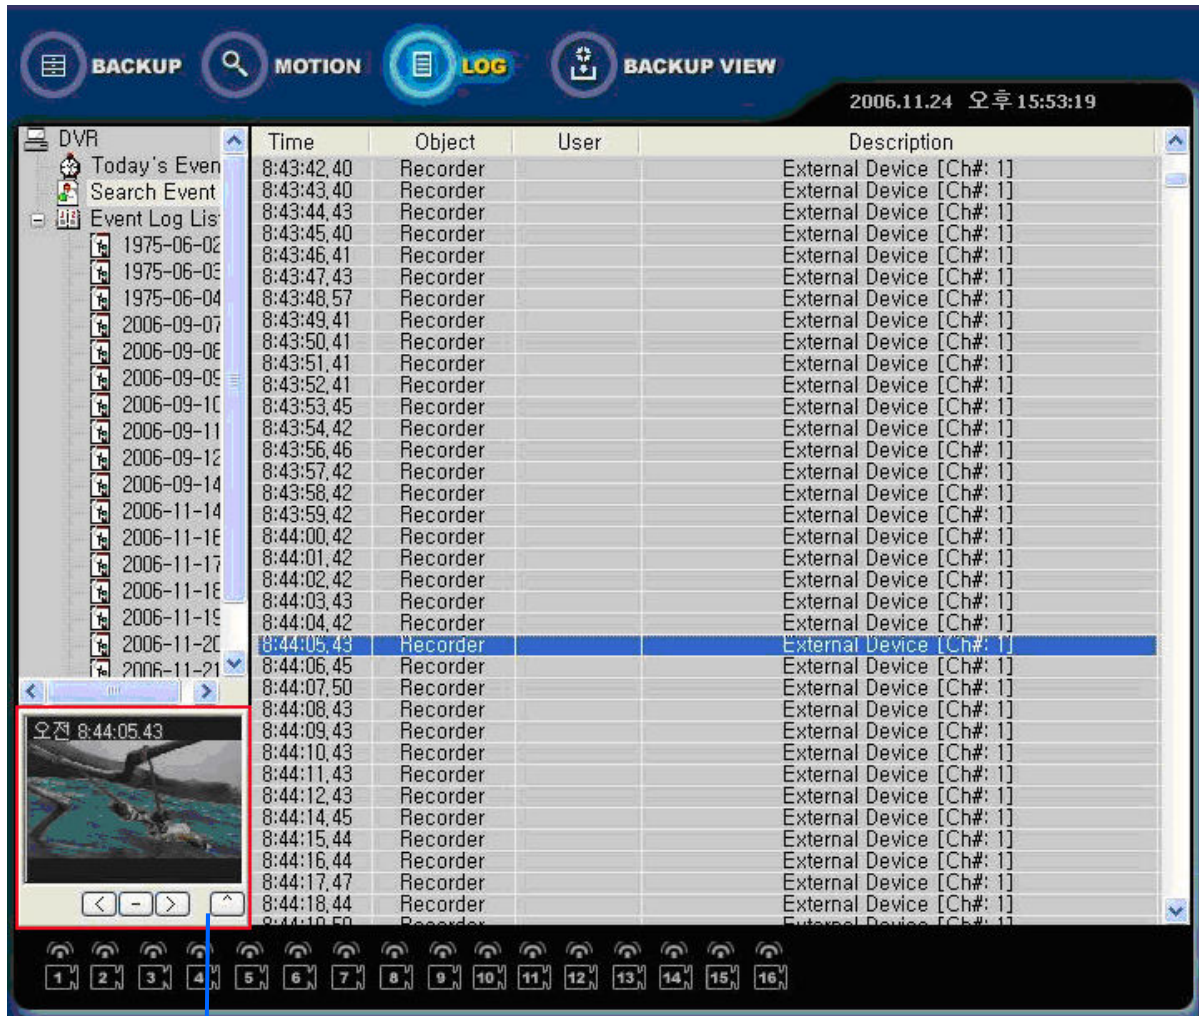 BACKUP MOTION LOG BACKUP VIEW
2006.11.24 오후 15:53:19
DVR
Today's Even
Search Event
Event Log Lis
1975-06-02
1975-06-03
1975-06-04
2006-09-07
2006-09-08
2006-09-09
2006-09-10
2006-09-11
2006-09-12
2006-09-14
2006-11-14
2006-11-16
2006-11-17
2006-11-18
2006-11-19
2006-11-20
2006-11-21
오전 8:44:05.43
< - > ^
Time Object User Description
8:43:42,40 Recorder External Device [Ch#: 1]
8:43:43,40 Recorder External Device [Ch#: 1]
8:43:44,43 Recorder External Device [Ch#: 1]
8:43:45,40 Recorder External Device [Ch#: 1]
8:43:46,41 Recorder External Device [Ch#: 1]
8:43:47,43 Recorder External Device [Ch#: 1]
8:43:48,57 Recorder External Device [Ch#: 1]
8:43:49,41 Recorder External Device [Ch#: 1]
8:43:50,41 Recorder External Device [Ch#: 1]
8:43:51,41 Recorder External Device [Ch#: 1]
8:43:52,41 Recorder External Device [Ch#: 1]
8:43:53,45 Recorder External Device [Ch#: 1]
8:43:54,42 Recorder External Device [Ch#: 1]
8:43:56,46 Recorder External Device [Ch#: 1]
8:43:57,42 Recorder External Device [Ch#: 1]
8:43:58,42 Recorder External Device [Ch#: 1]
8:43:59,42 Recorder External Device [Ch#: 1]
8:44:00,42 Recorder External Device [Ch#: 1]
8:44:01,42 Recorder External Device [Ch#: 1]
8:44:02,42 Recorder External Device [Ch#: 1]
8:44:03,43 Recorder External Device [Ch#: 1]
8:44:04,42 Recorder External Device [Ch#: 1]
8:44:05,43 Recorder External Device [Ch#: 1]
8:44:06,45 Recorder External Device [Ch#: 1]
8:44:07,50 Recorder External Device [Ch#: 1]
8:44:08,43 Recorder External Device [Ch#: 1]
8:44:09,43 Recorder External Device [Ch#: 1]
8:44:10,43 Recorder External Device [Ch#: 1]
8:44:11,43 Recorder External Device [Ch#: 1]
8:44:12,43 Recorder External Device [Ch#: 1]
8:44:14,45 Recorder External Device [Ch#: 1]
8:44:15,44 Recorder External Device [Ch#: 1]
8:44:16,44 Recorder External Device [Ch#: 1]
8:44:17,47 Recorder External Device [Ch#: 1]
8:44:18,44 Recorder External Device [Ch#: 1]
1 2 3 4 5 6 7 8 9 10 11 12 13 14 15 16